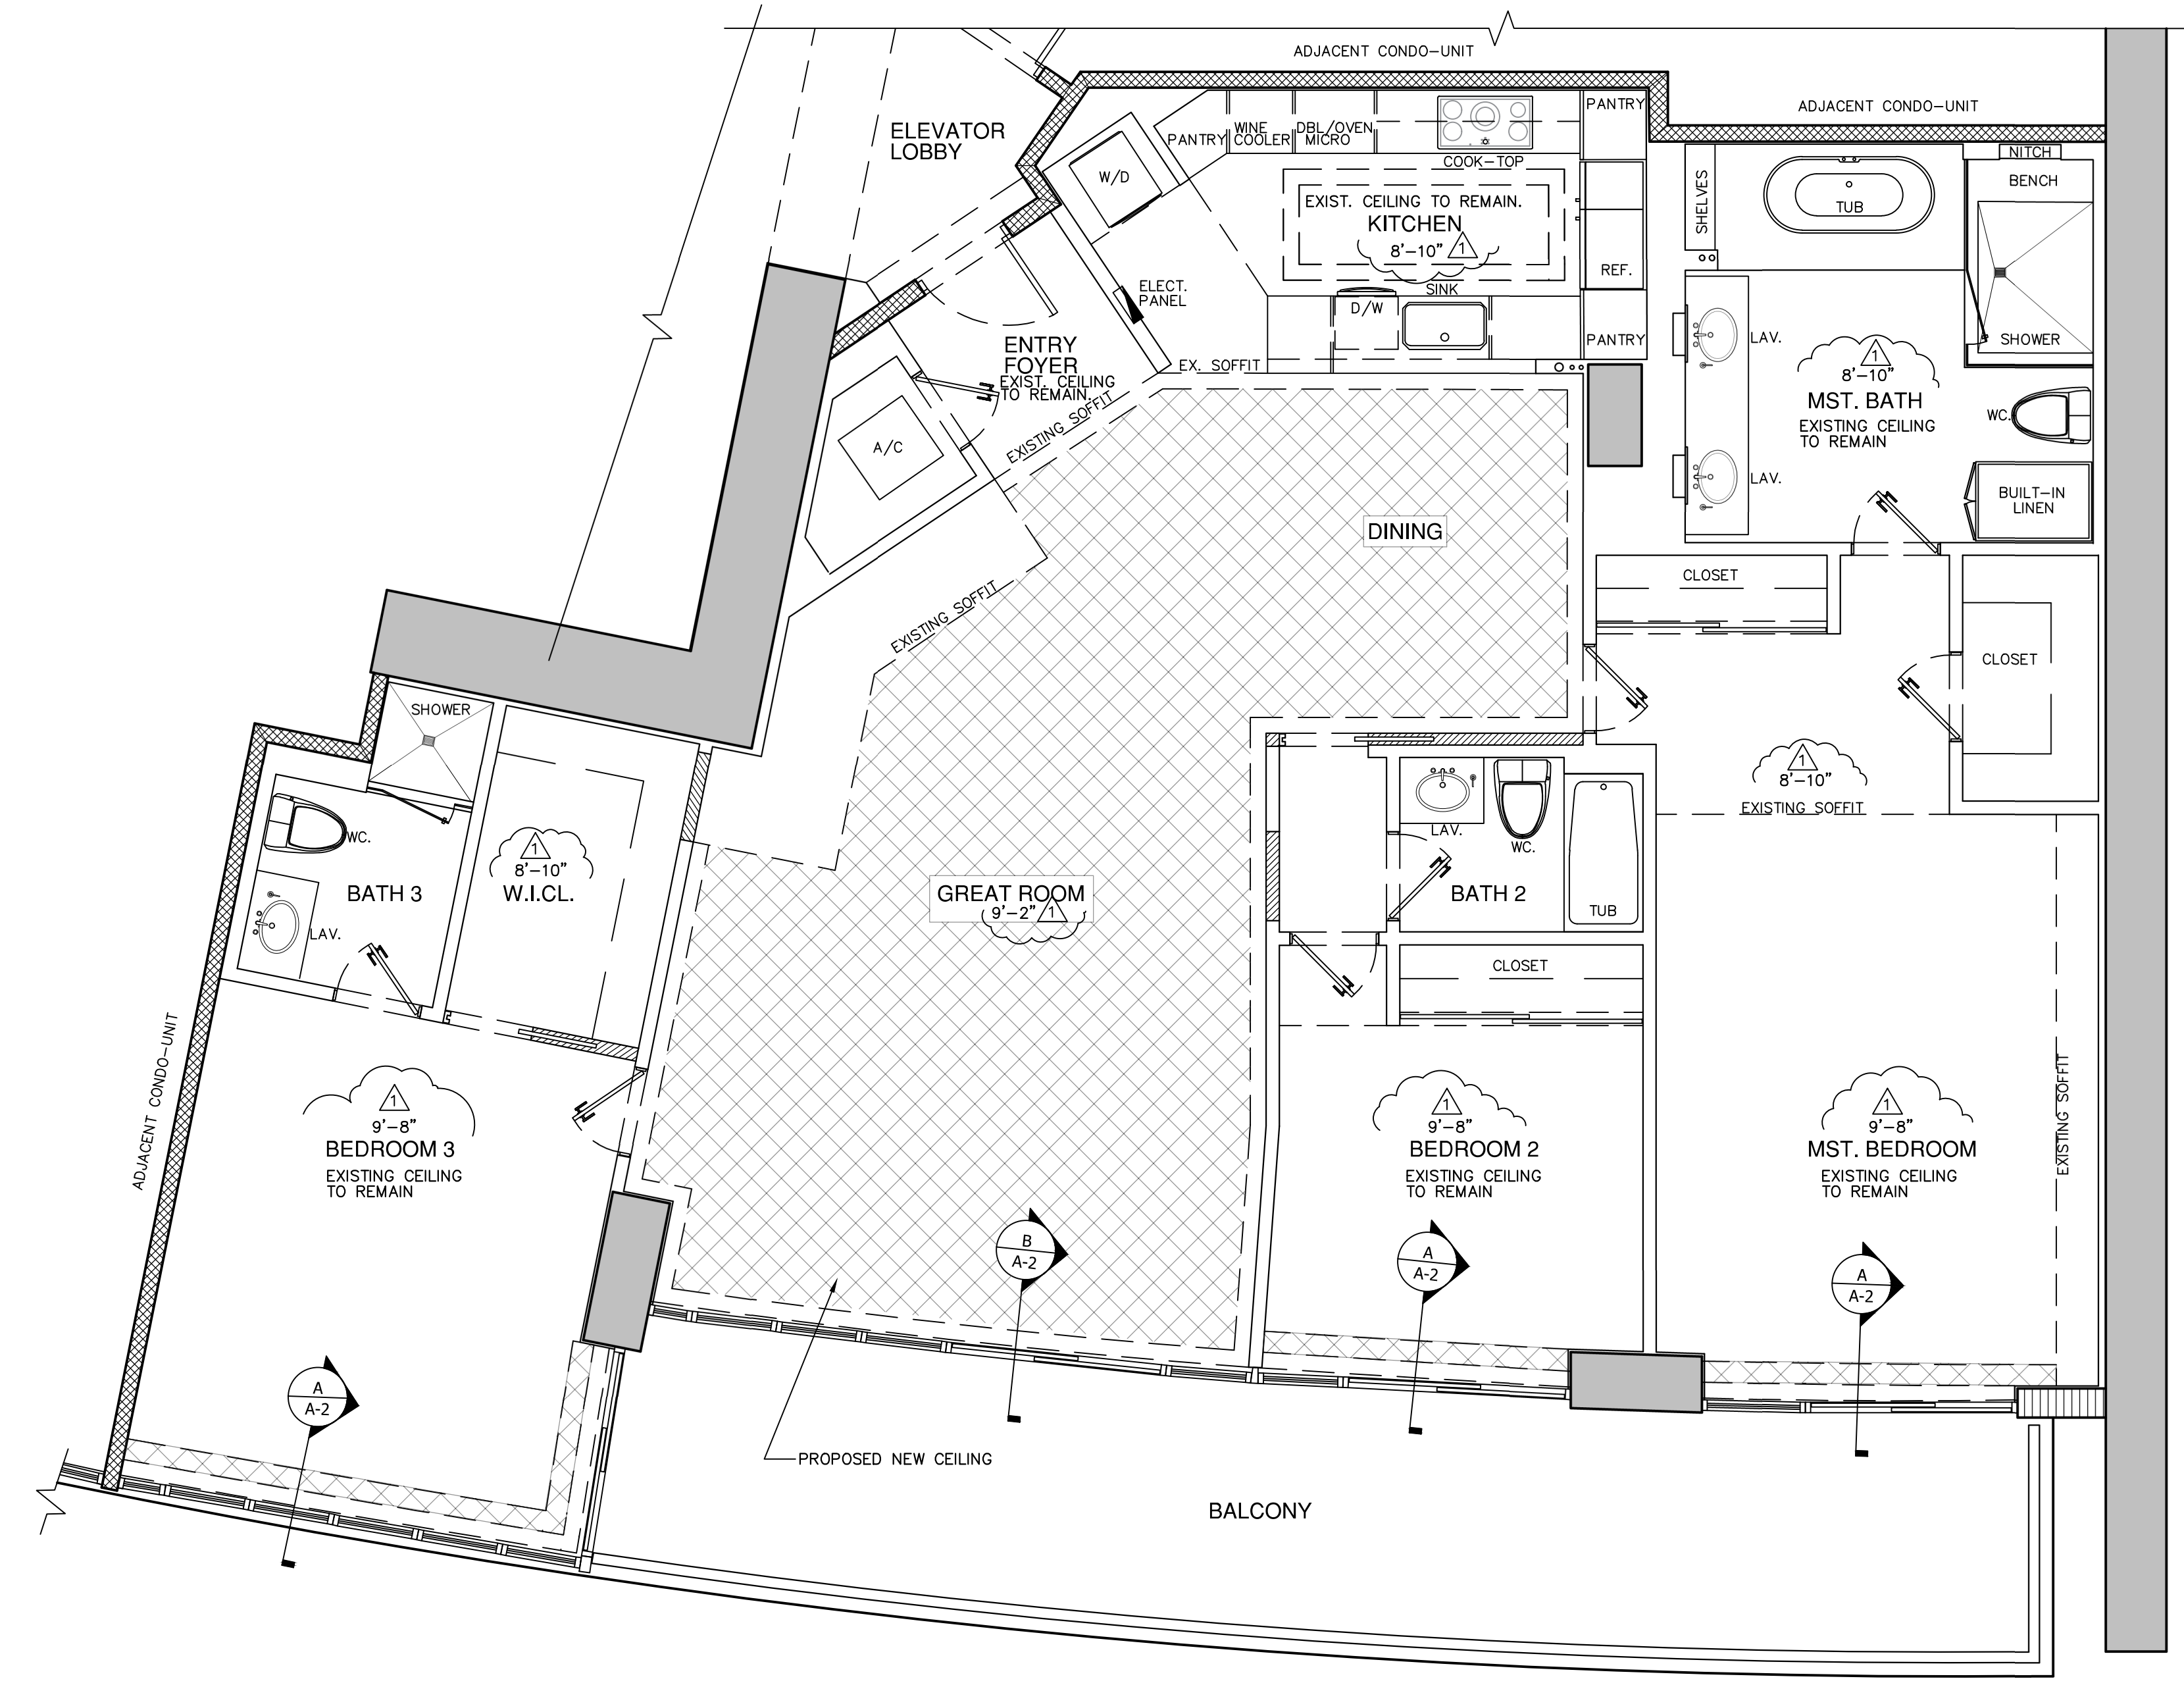 ADJACENT CONDO-UNIT
ADJACENT CONDO-UNIT
ELEVATOR
LOBBY
PANTRY
WINE
COOLER
DBL/OVEN
MICRO
COOK-TOP
PANTRY
W/D
EXIST. CEILING TO REMAIN.
KITCHEN
8'-10"
1
REF.
SINK
D/W
PANTRY
ELECT.
PANEL
EX. SOFFIT
SHELVES
TUB
NITCH
BENCH
SHOWER
LAV.
1
8'-10"
MST. BATH
EXISTING CEILING
TO REMAIN
WC.
LAV.
BUILT-IN
LINEN
ENTRY
FOYER
EXIST. CEILING
TO REMAIN.
EXISTING SOFFIT
A/C
DINING
EXISTING SOFFIT
CLOSET
CLOSET
SHOWER
1
8'-10"
EXISTING SOFFIT
WC.
BATH 3
LAV.
1
8'-10"
W.I.CL.
GREAT ROOM
9'-2"
1
LAV.
WC.
BATH 2
TUB
CLOSET
ADJACENT CONDO-UNIT
1
9'-8"
BEDROOM 3
EXISTING CEILING
TO REMAIN
1
9'-8"
BEDROOM 2
EXISTING CEILING
TO REMAIN
1
9'-8"
MST. BEDROOM
EXISTING CEILING
TO REMAIN
EXISTING SOFFIT
B
A-2
A
A-2
A
A-2
A
A-2
PROPOSED NEW CEILING
BALCONY